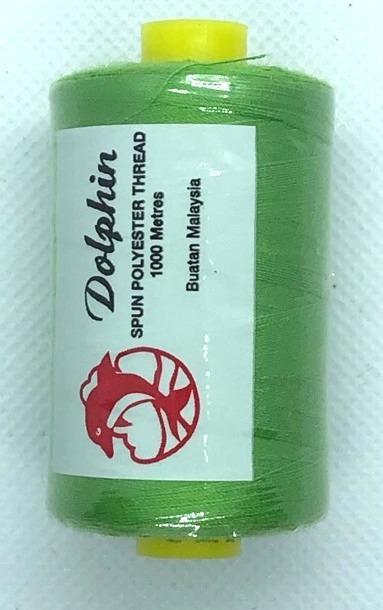 Dolphin
SPUN POLYESTER THREAD
1000 Metres
Buatan Malaysia